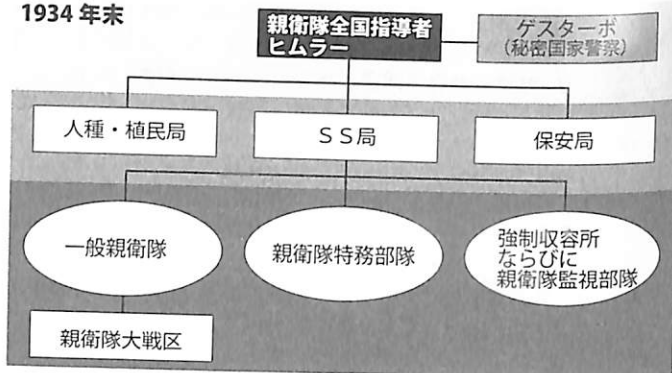 1934年末
親衛隊全国指導者
ヒムラー
ゲスターボ
(秘密国家警察)
人種・植民局
ＳＳ局
保安局
一般親衛隊
親衛隊特務部隊
強制収容所
ならびに
親衛隊監視部隊
親衛隊大戦区